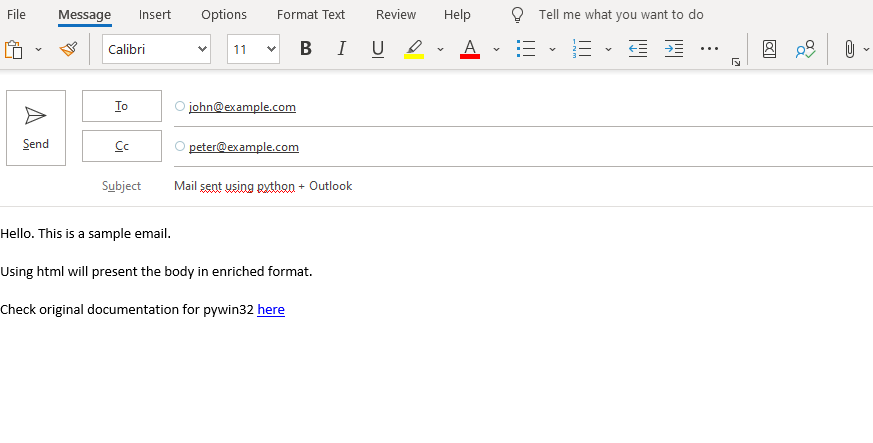 File Message Insert Options Format Text Review Help Tell me what you want to do
Calibri 11 B I U A
Send
To john@example.com
Cc peter@example.com
Subject Mail sent using python + Outlook
Hello. This is a sample email.
Using html will present the body in enriched format.
Check original documentation for pywin32 here